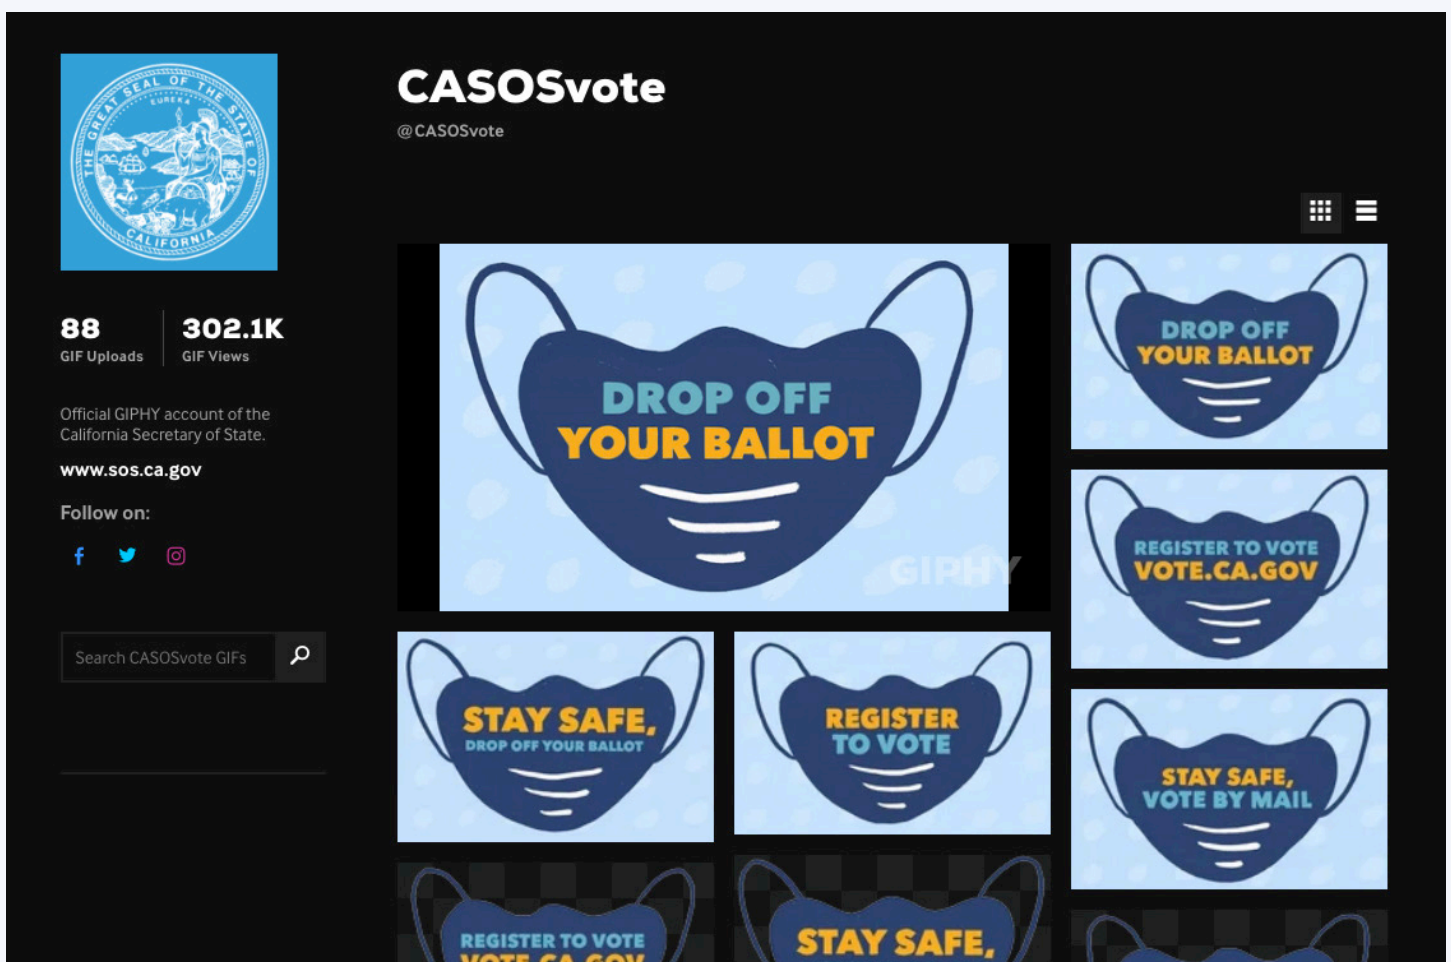 THE GREAT SEAL OF THE STATE OF
EUREKA
CALIFORNIA
CASOSvote
@CASOSvote
88
GIF Uploads
302.1K
GIF Views
Official GIPHY account of the
California Secretary of State.
www.sos.ca.gov
Follow on:
Search CASOSvote GIFs
DROP OFF
YOUR BALLOT
GIPHY
DROP OFF
YOUR BALLOT
REGISTER TO VOTE
VOTE.CA.GOV
STAY SAFE,
DROP OFF YOUR BALLOT
REGISTER
TO VOTE
STAY SAFE,
VOTE BY MAIL
REGISTER TO VOTE
VOTE.CA.GOV
STAY SAFE,